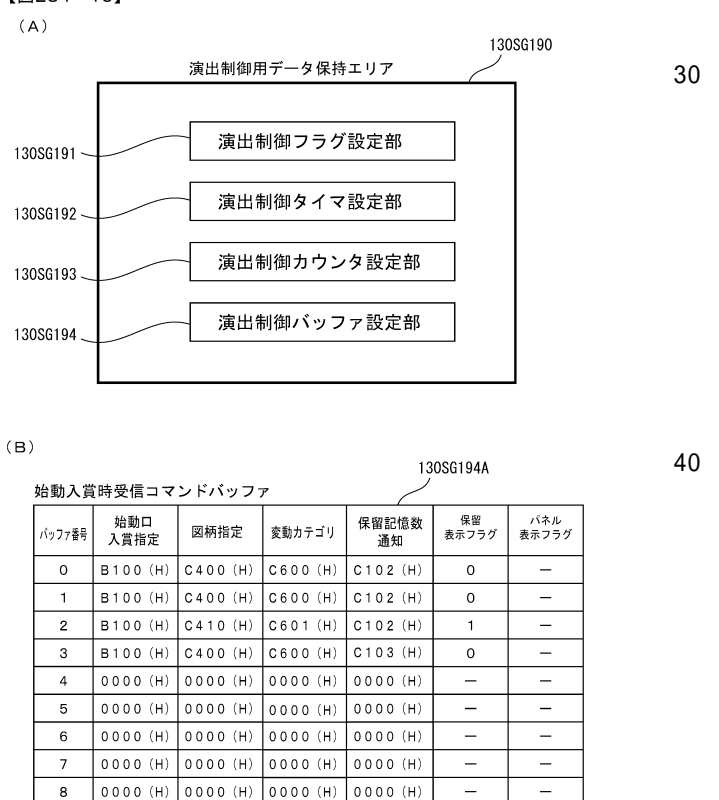 （A）
130SG190
演出制御用データ保持エリア
30
演出制御フラグ設定部
130SG191
演出制御タイマ設定部
130SG192
演出制御カウンタ設定部
130SG193
演出制御バッファ設定部
130SG194
（B）
130SG194A
40
始動入賞時受信コマンドバッファ
バッファ番号 始動口入賞指定 図柄指定 変動カテゴリ 保留記憶数通知 保留表示フラグ パネル表示フラグ
0 B100（H） C400（H） C600（H） C102（H） 0 －
1 B100（H） C400（H） C600（H） C102（H） 0 －
2 B100（H） C410（H） C601（H） C102（H） 1 －
3 B100（H） C400（H） C600（H） C103（H） 0 －
4 0000（H） 0000（H） 0000（H） 0000（H） － －
5 0000（H） 0000（H） 0000（H） 0000（H） － －
6 0000（H） 0000（H） 0000（H） 0000（H） － －
7 0000（H） 0000（H） 0000（H） 0000（H） － －
8 0000（H） 0000（H） 0000（H） 0000（H） － －